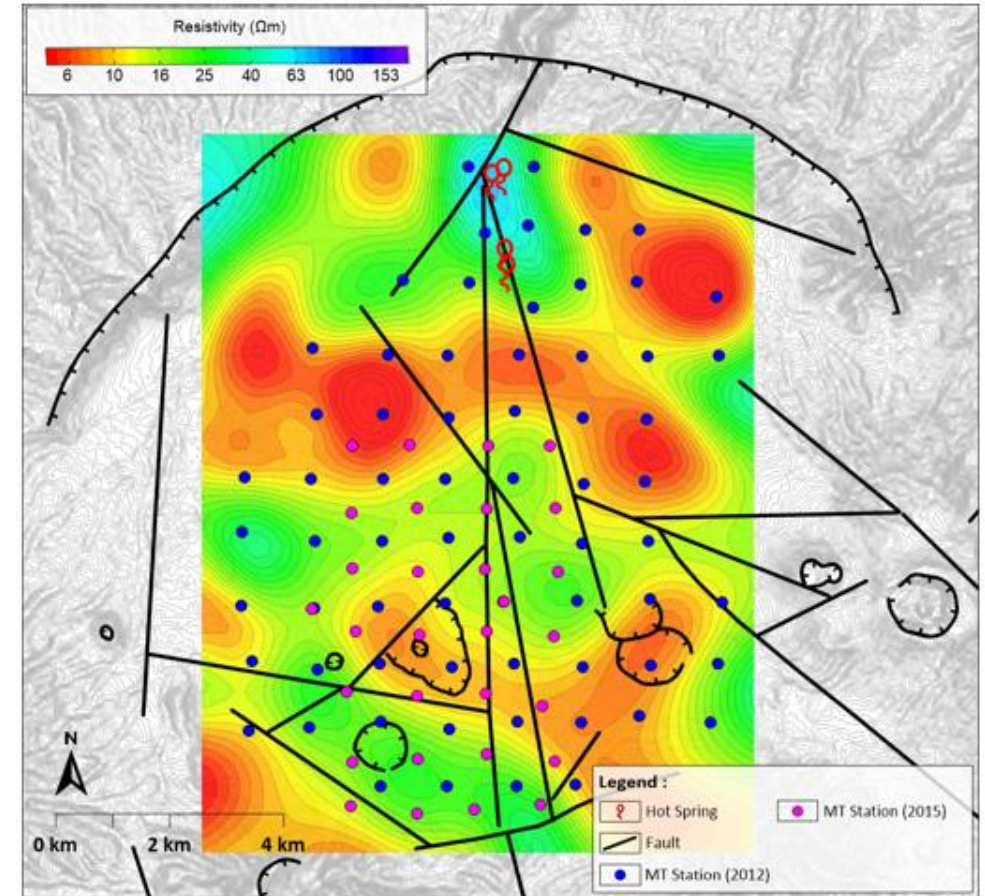 Resistivity (Ωm)
6 10 16 25 40 63 100 153
N
0 km 2 km 4 km
Legend :
Hot Spring
MT Station (2015)
Fault
MT Station (2012)